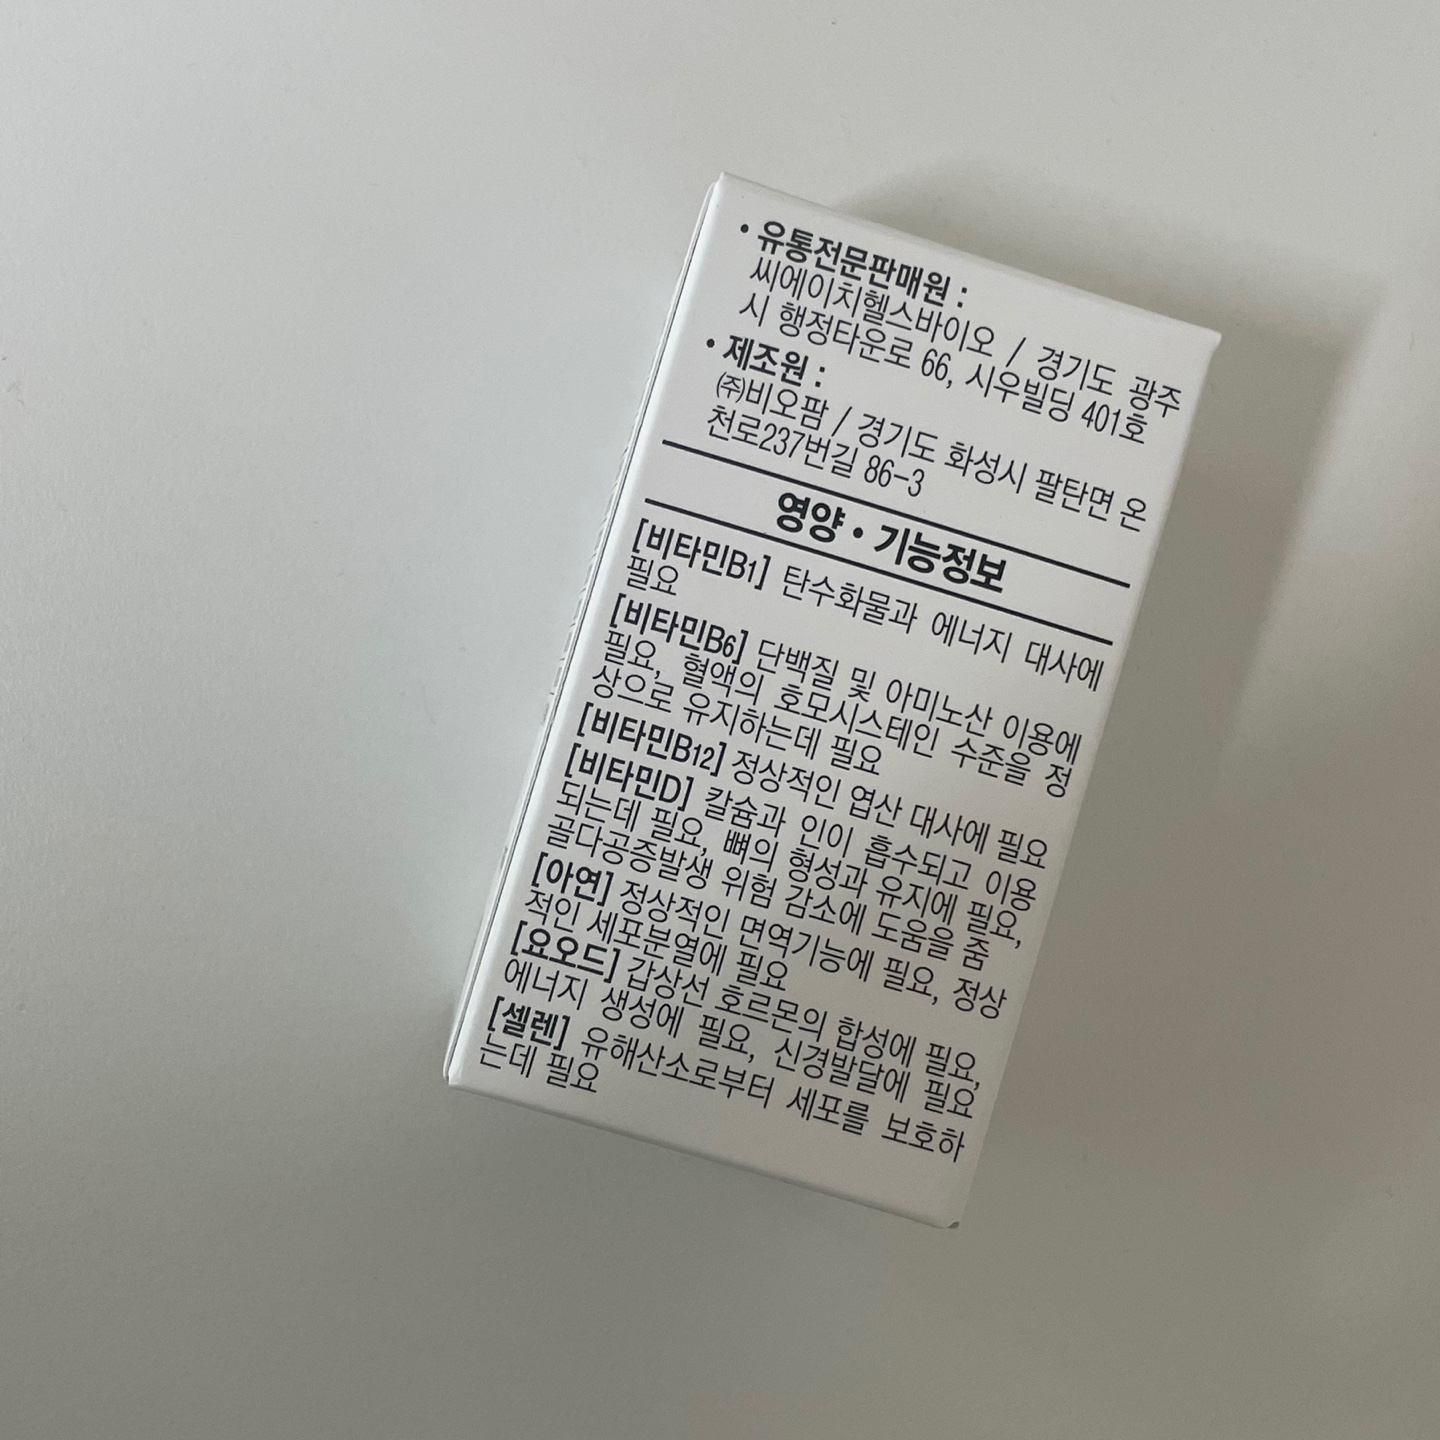 • 유통전문판매원 :
씨에이치헬스바이오 / 경기도 광주
시 행정타운로 66, 시우빌딩 401호
• 제조원 :
㈜비오팜 / 경기도 화성시 팔탄면 온
천로237번길 86-3
영양 • 기능정보
[비타민B1] 탄수화물과 에너지 대사에
필요
[비타민B6] 단백질 및 아미노산 이용에
필요, 혈액의 호모시스테인 수준을 정
상으로 유지하는데 필요
[비타민B12] 정상적인 엽산 대사에 필요
[비타민D] 칼슘과 인이 흡수되고 이용
되는데 필요, 뼈의 형성과 유지에 필요,
골다공증발생 위험 감소에 도움을 줌
[아연] 정상적인 면역기능에 필요, 정상
적인 세포분열에 필요
[요오드] 갑상선 호르몬의 합성에 필요,
에너지 생성에 필요, 신경발달에 필요
[셀렌] 유해산소로부터 세포를 보호하
는데 필요